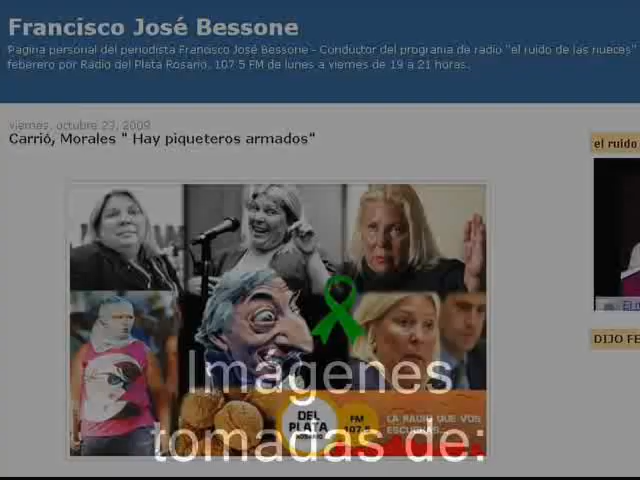 Francisco José Bessone
Pagina personal del periodista Francisco José Bessone - Conductor del programa de radio "el ruido de las nueces"
feberero por Radio del Plata Rosario. 107 5 FM de lunes a viernes de 19 a 21 horas.
viernes, octubre 23, 2009
Carrió, Morales " Hay piqueteros armados"
el ruido
DIJO FE
Imágenes
tomadas de:
DEL
PLATA
ROSARIO
FM
107.5
LA RADIO QUE VOS
ESCUCHAS...